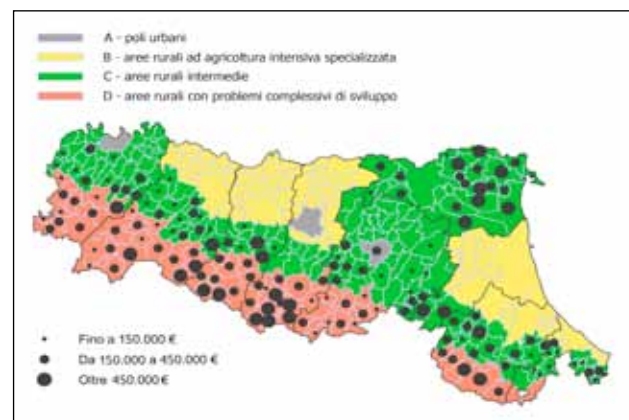 A - poli urbani
B - aree rurali ad agricoltura intensiva specializzata
C - aree rurali intermedie
D - aree rurali con problemi complessivi di sviluppo
Fino a 150.000 €
Da 150.000 a 450.000 €
Oltre 450.000 €